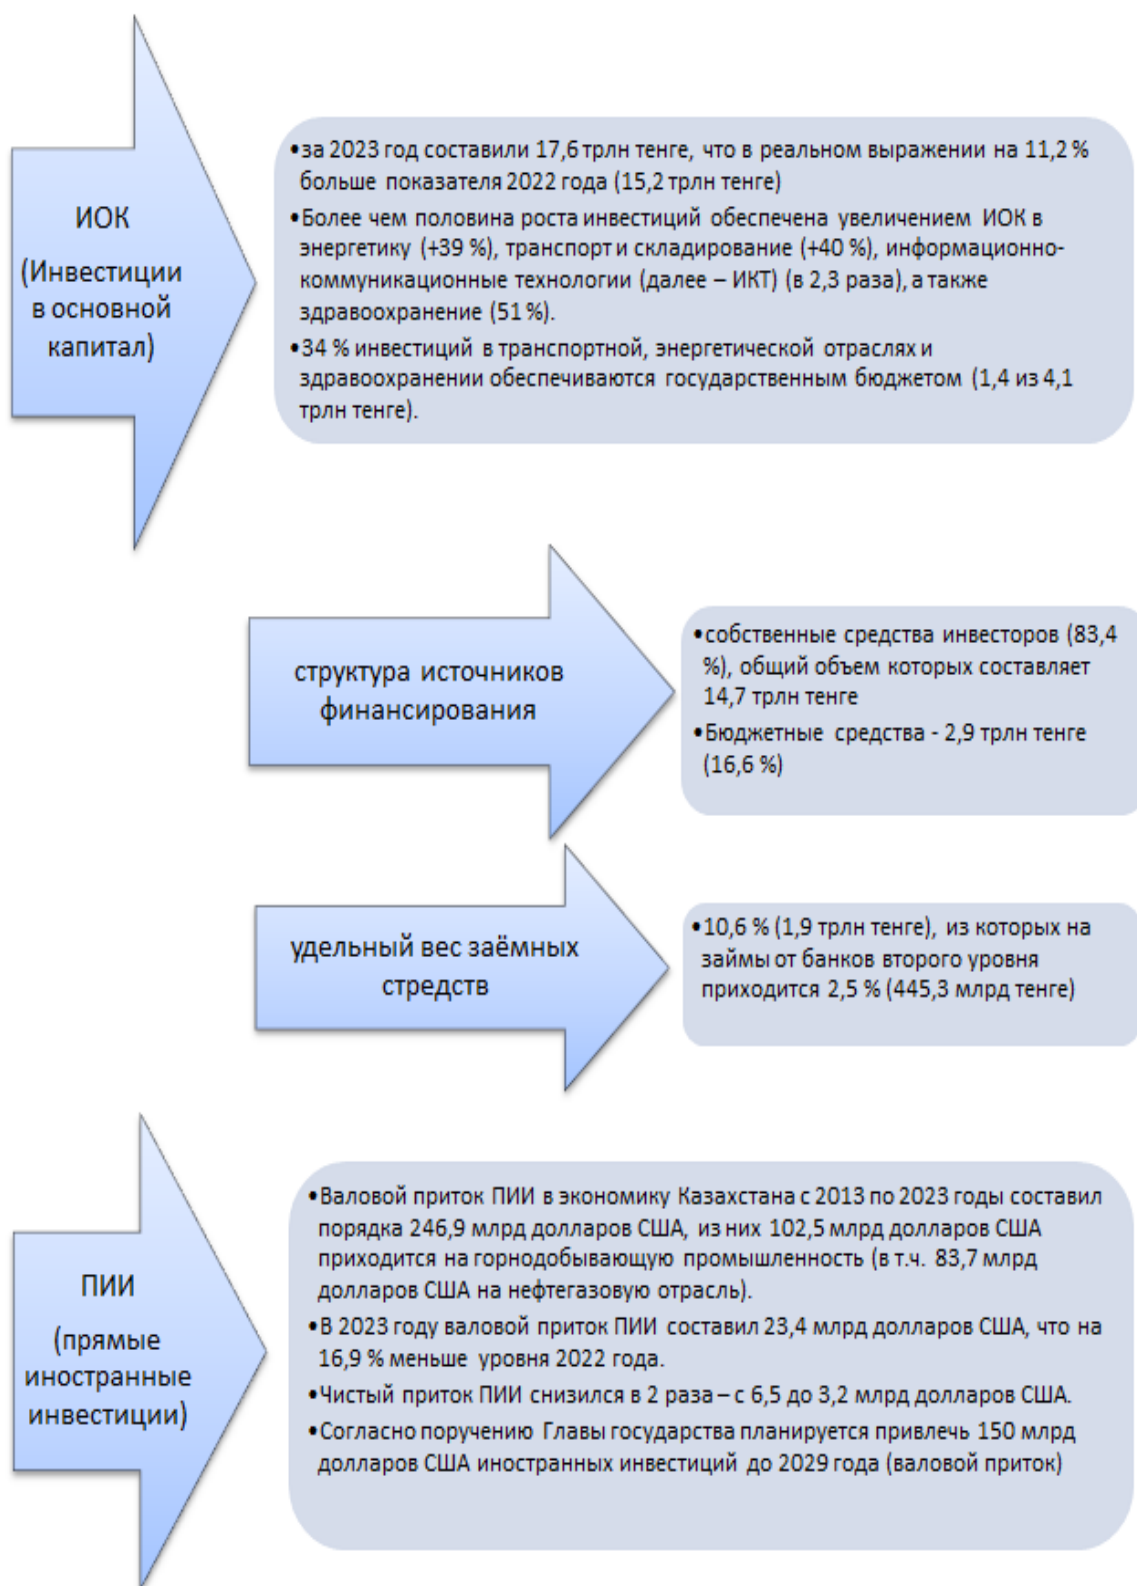 ИОК
(Инвестиции
в основной
капитал)
•за 2023 год составили 17,6 трлн тенге, что в реальном выражении на 11,2 %
больше показателя 2022 года (15,2 трлн тенге)
•Более чем половина роста инвестиций обеспечена увеличением ИОК в
энергетику (+39 %), транспорт и складирование (+40 %), информационно-
коммуникационные технологии (далее – ИКТ) (в 2,3 раза), а также
здравоохранение (51 %).
•34 % инвестиций в транспортной, энергетической отраслях и
здравоохранении обеспечиваются государственным бюджетом (1,4 из 4,1
трлн тенге).
структура источников
финансирования
•собственные средства инвесторов (83,4
%), общий объем которых составляет
14,7 трлн тенге
•Бюджетные средства - 2,9 трлн тенге
(16,6 %)
удельный вес заёмных
стредств
•10,6 % (1,9 трлн тенге), из которых на
займы от банков второго уровня
приходится 2,5 % (445,3 млрд тенге)
ПИИ
(прямые
иностранные
инвестиции)
•Валовой приток ПИИ в экономику Казахстана с 2013 по 2023 годы составил
порядка 246,9 млрд долларов США, из них 102,5 млрд долларов США
приходится на горнодобывающую промышленность (в т.ч. 83,7 млрд
долларов США на нефтегазовую отрасль).
•В 2023 году валовой приток ПИИ составил 23,4 млрд долларов США, что на
16,9 % меньше уровня 2022 года.
•Чистый приток ПИИ снизился в 2 раза – с 6,5 до 3,2 млрд долларов США.
•Согласно поручению Главы государства планируется привлечь 150 млрд
долларов США иностранных инвестиций до 2029 года (валовой приток)